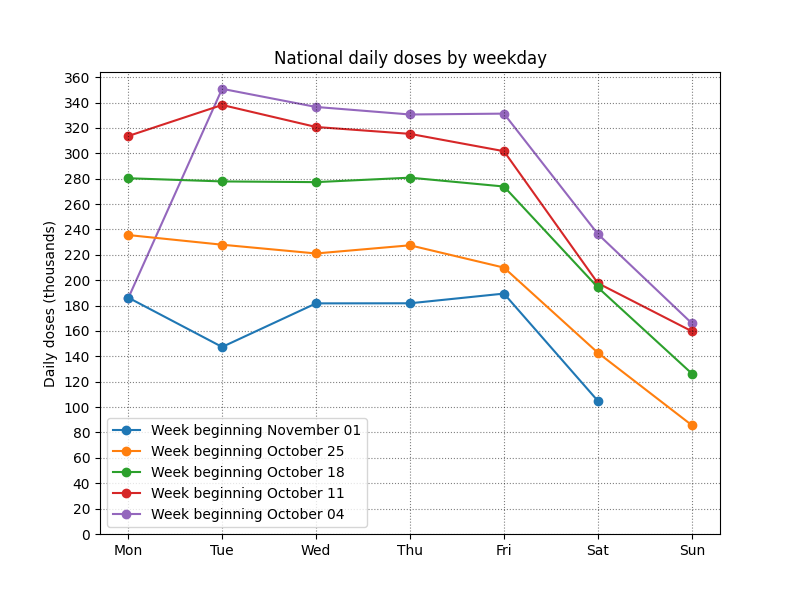 National daily doses by weekday
360
340
320
300
280
260
240
220
200
180
160
140
120
100
80
60
40
20
0
Daily doses (thousands)
Week beginning November 01
Week beginning October 25
Week beginning October 18
Week beginning October 11
Week beginning October 04
Mon Tue Wed Thu Fri Sat Sun